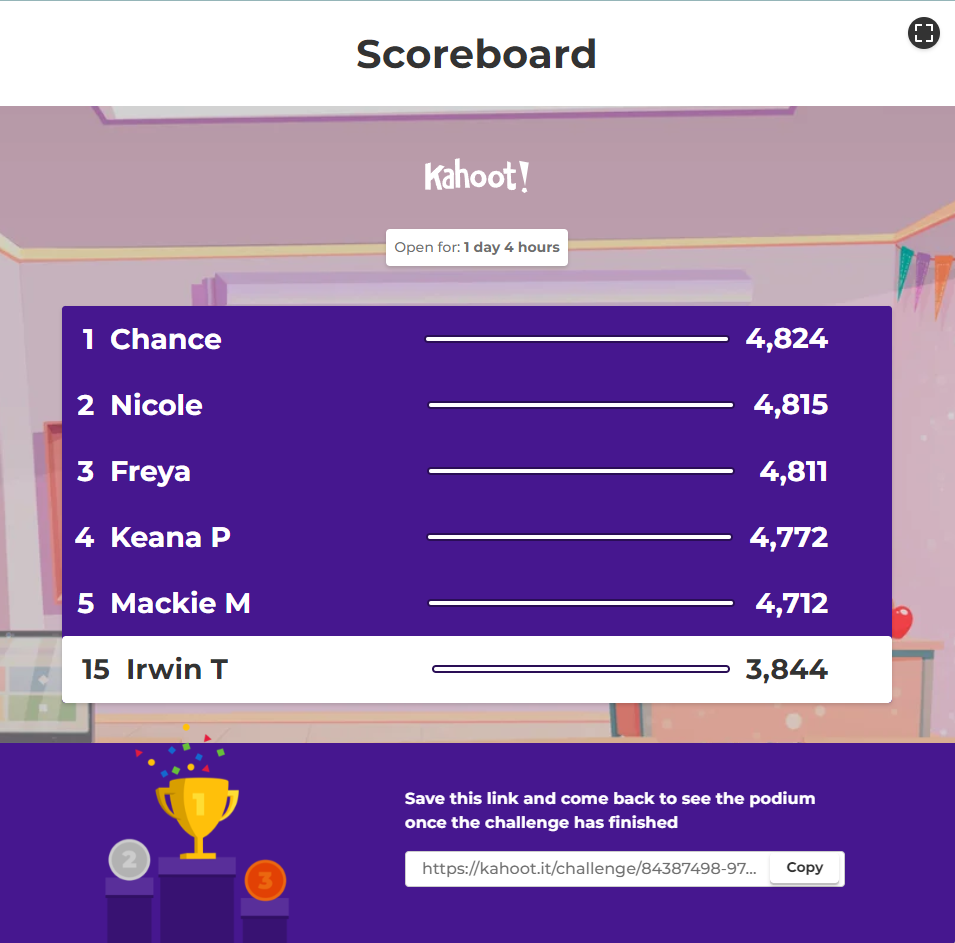 Scoreboard
Kahoot!
Open for: 1 day 4 hours
1 Chance 4,824
2 Nicole 4,815
3 Freya 4,811
4 Keana P 4,772
5 Mackie M 4,712
15 Irwin T 3,844
1
2
3
Save this link and come back to see the podium
once the challenge has finished
https://kahoot.it/challenge/84387498-97... Copy